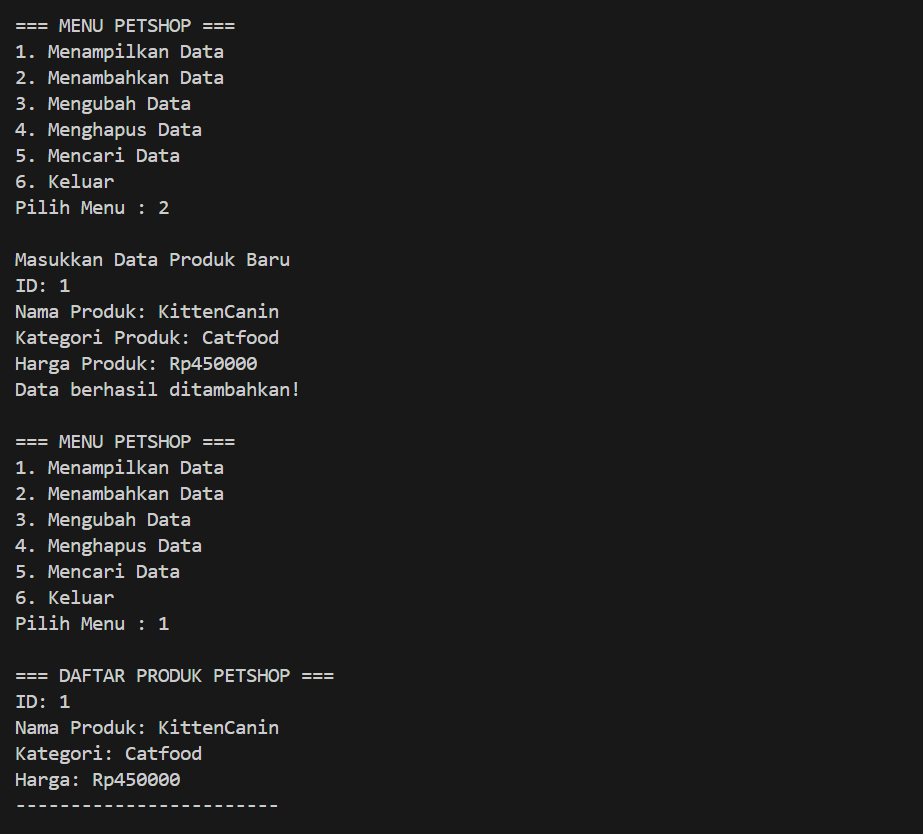 === MENU PETSHOP ===
1. Menampilkan Data
2. Menambahkan Data
3. Mengubah Data
4. Menghapus Data
5. Mencari Data
6. Keluar
Pilih Menu : 2
Masukkan Data Produk Baru
ID: 1
Nama Produk: KittenCanin
Kategori Produk: Catfood
Harga Produk: Rp450000
Data berhasil ditambahkan!
=== MENU PETSHOP ===
1. Menampilkan Data
2. Menambahkan Data
3. Mengubah Data
4. Menghapus Data
5. Mencari Data
6. Keluar
Pilih Menu : 1
=== DAFTAR PRODUK PETSHOP ===
ID: 1
Nama Produk: KittenCanin
Kategori: Catfood
Harga: Rp450000
------------------------